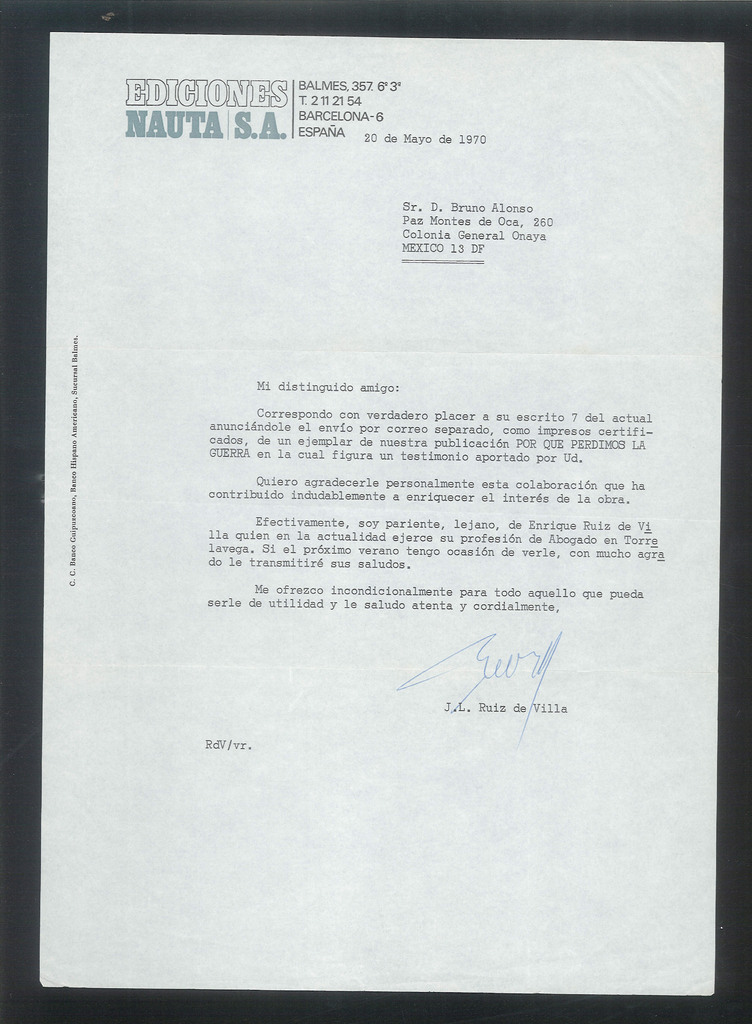 EDICIONES
NAUTA S.A.
BALMES, 357. 6º 3ª
T. 2 11 21 54
BARCELONA-6
ESPAÑA
20 de Mayo de 1970
Sr. D. Bruno Alonso
Paz Montes de Oca, 260
Colonia General Onaya
MEXICO 13 DF
C. C. Banco Guipuzcoano, Banco Hispano Americano, Sucursal Balmes.
Mi distinguido amigo:
Correspondo con verdadero placer a su escrito 7 del actual
anunciándole el envío por correo separado, como impresos certifi-
cados, de un ejemplar de nuestra publicación POR QUE PERDIMOS LA
GUERRA en la cual figura un testimonio aportado por Ud.
Quiero agradecerle personalmente esta colaboración que ha
contribuido indudablemente a enriquecer el interés de la obra.
Efectivamente, soy pariente, lejano, de Enrique Ruiz de Vi
lla quien en la actualidad ejerce su profesión de Abogado en Torre
lavega. Si el próximo verano tengo ocasión de verle, con mucho agra
do le transmitiré sus saludos.
Me ofrezco incondicionalmente para todo aquello que pueda
serle de utilidad y le saludo atenta y cordialmente,
J.L. Ruiz de Villa
RdV/vr.